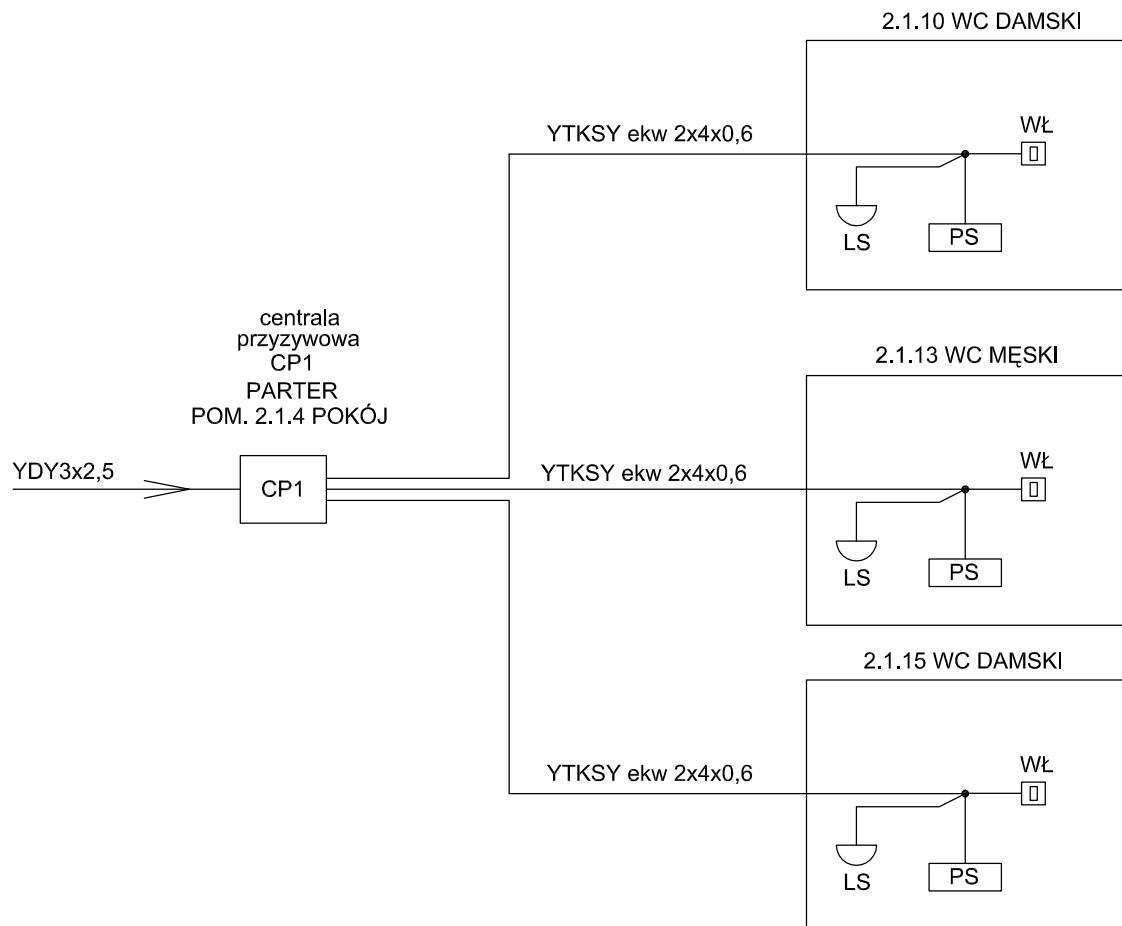 2.1.10 WC DAMSKI
YTKSY ekw 2x4x0,6
WŁ
LS
PS
centrala
przyzywowa
CP1
PARTER
POM. 2.1.4 POKÓJ
YDY3x2,5
CP1
2.1.13 WC MĘSKI
YTKSY ekw 2x4x0,6
WŁ
LS
PS
2.1.15 WC DAMSKI
YTKSY ekw 2x4x0,6
WŁ
LS
PS